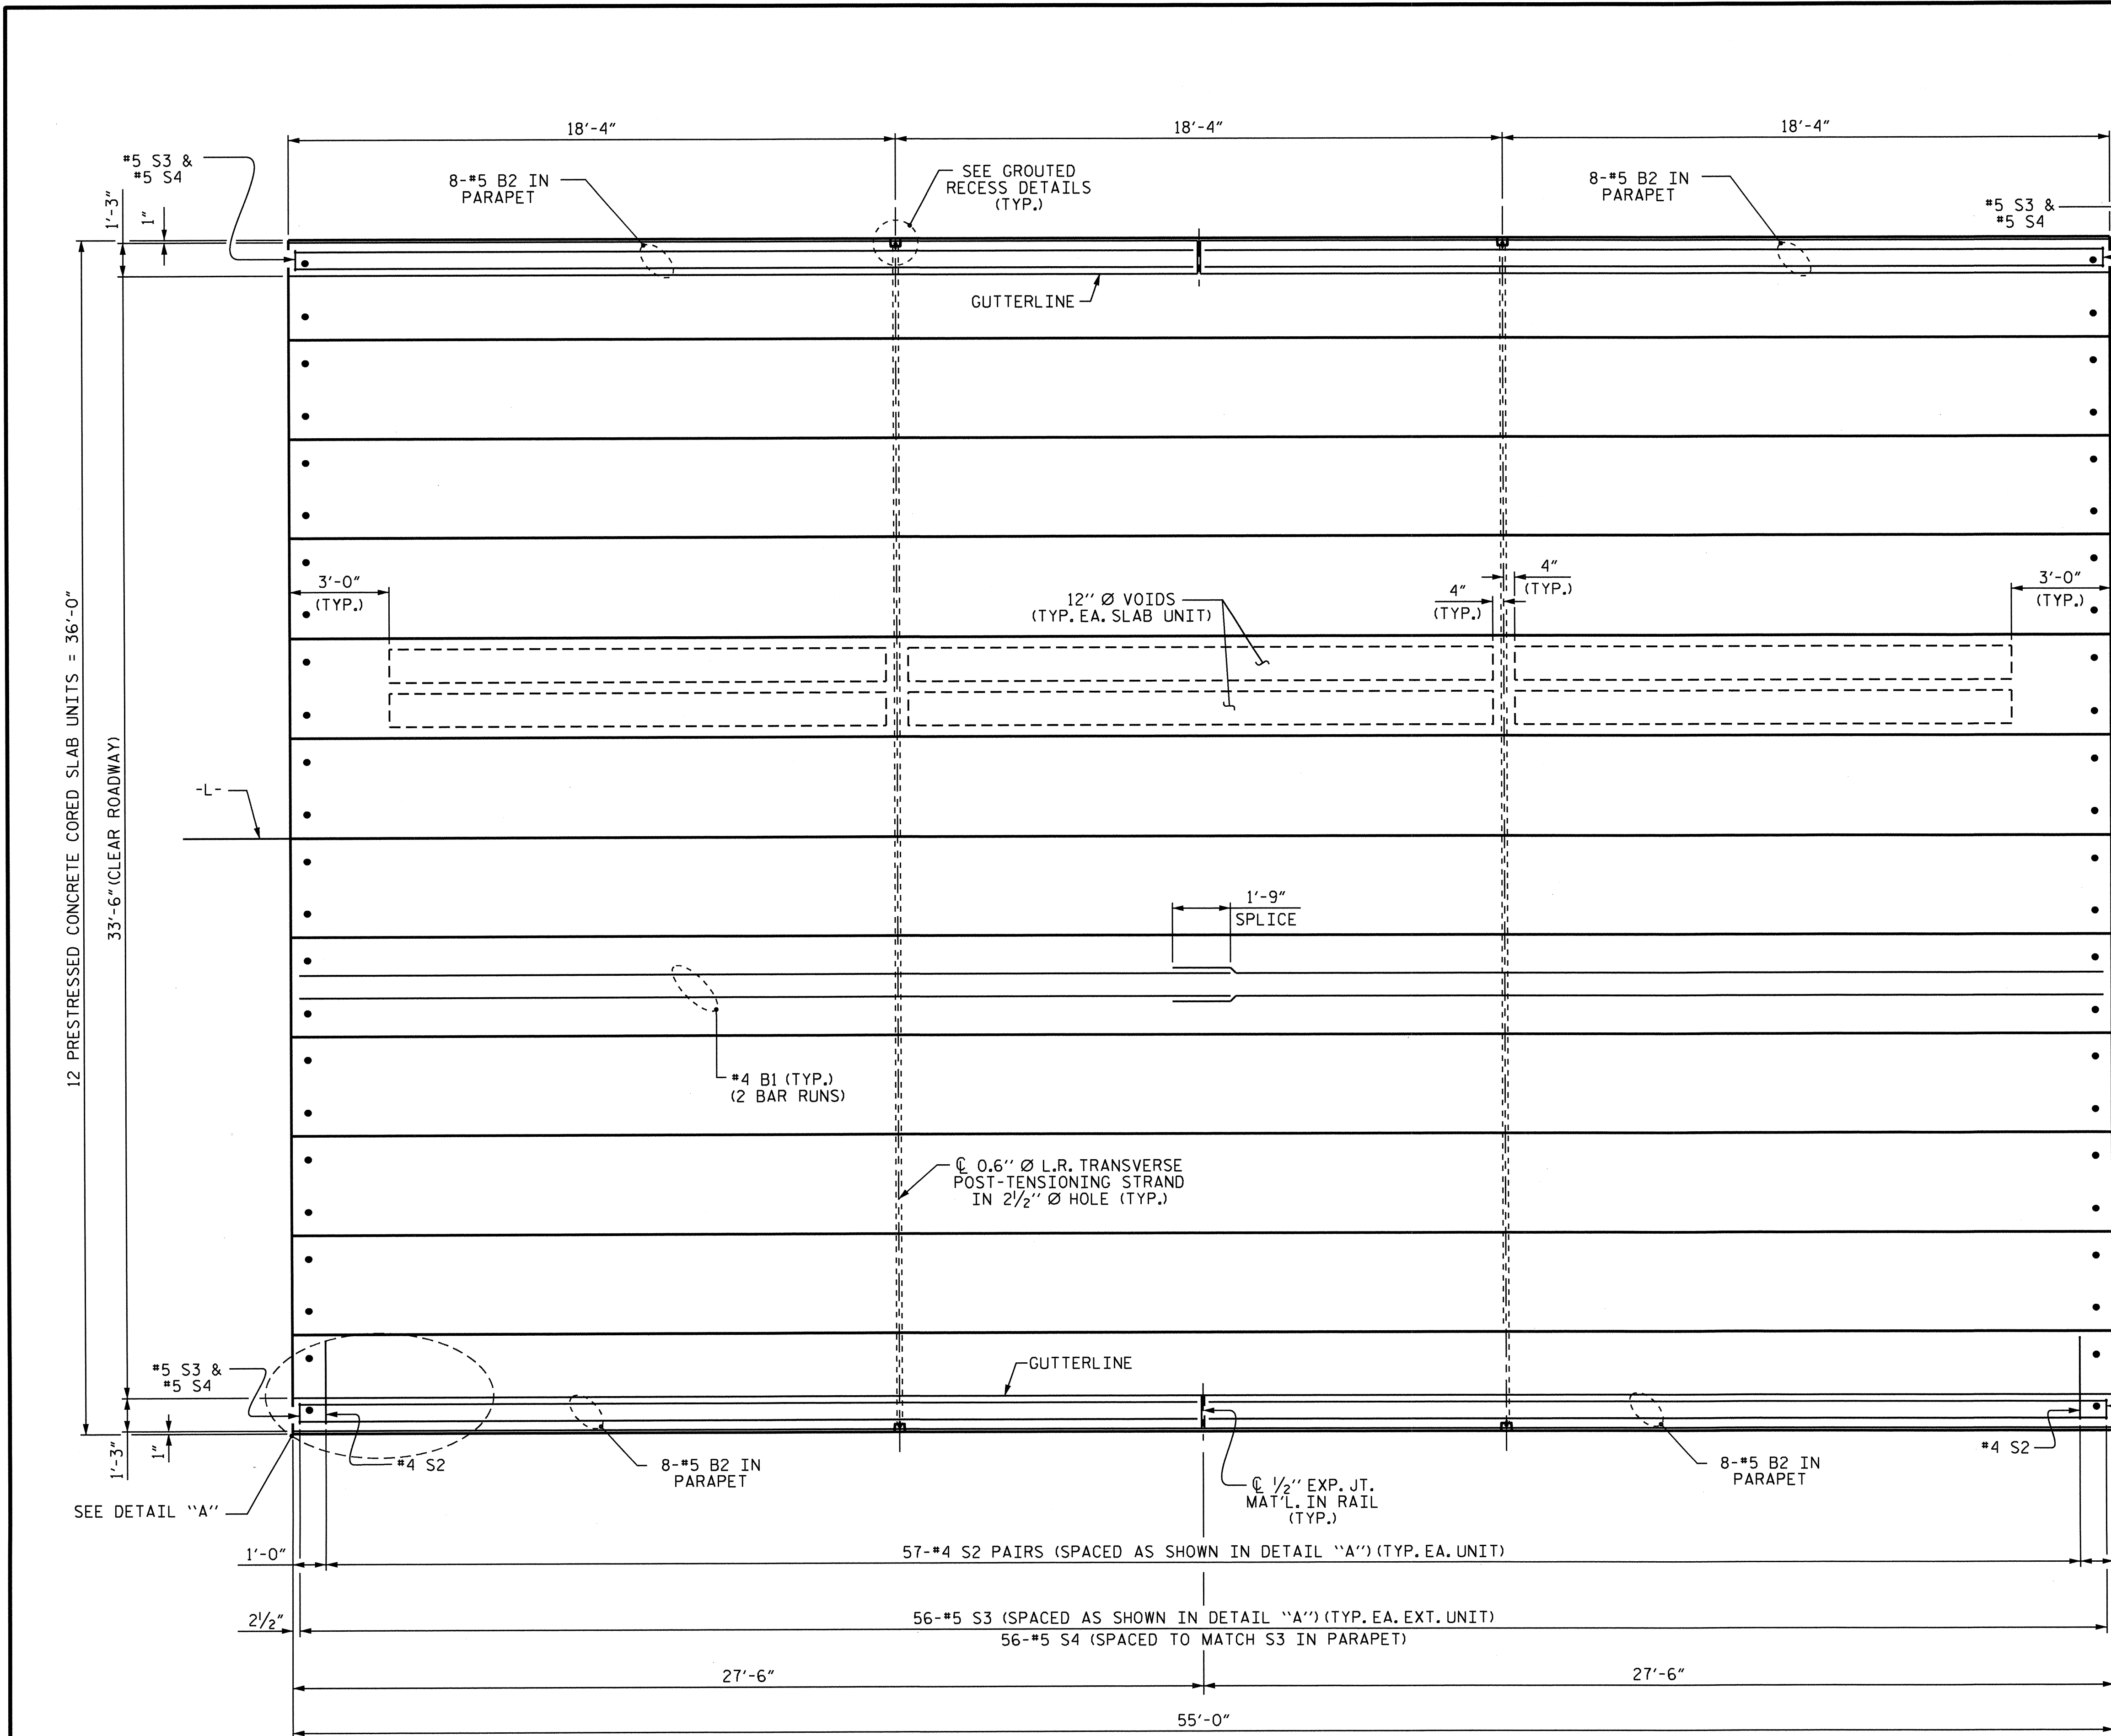 18'-4" 18'-4" 18'-4"
#5 S3 &
#5 S4
8-#5 B2 IN
PARAPET
SEE GROUTED
RECESS DETAILS
(TYP.)
8-#5 B2 IN
PARAPET
#5 S3 &
#5 S4
1'-3"
1"
GUTTERLINE
12 PRESTRESSED CONCRETE CORED SLAB UNITS = 36'-0"
33'-6" (CLEAR ROADWAY)
3'-0"
(TYP.)
12" Ø VOIDS
(TYP. EA. SLAB UNIT)
4"
(TYP.)
4"
(TYP.)
3'-0"
(TYP.)
-L-
1'-9"
SPLICE
#4 B1 (TYP.)
(2 BAR RUNS)
℄ 0.6" Ø L.R. TRANSVERSE
POST-TENSIONING STRAND
IN 2½" Ø HOLE (TYP.)
#5 S3 &
#5 S4
GUTTERLINE
1'-3"
1"
#4 S2
8-#5 B2 IN
PARAPET
℄ ½" EXP. JT.
MAT'L. IN RAIL
(TYP.)
8-#5 B2 IN
PARAPET
#4 S2
SEE DETAIL "A"
1'-0"
57-#4 S2 PAIRS (SPACED AS SHOWN IN DETAIL "A") (TYP. EA. UNIT)
2½"
56-#5 S3 (SPACED AS SHOWN IN DETAIL "A") (TYP. EA. EXT. UNIT)
56-#5 S4 (SPACED TO MATCH S3 IN PARAPET)
27'-6" 27'-6"
55'-0"